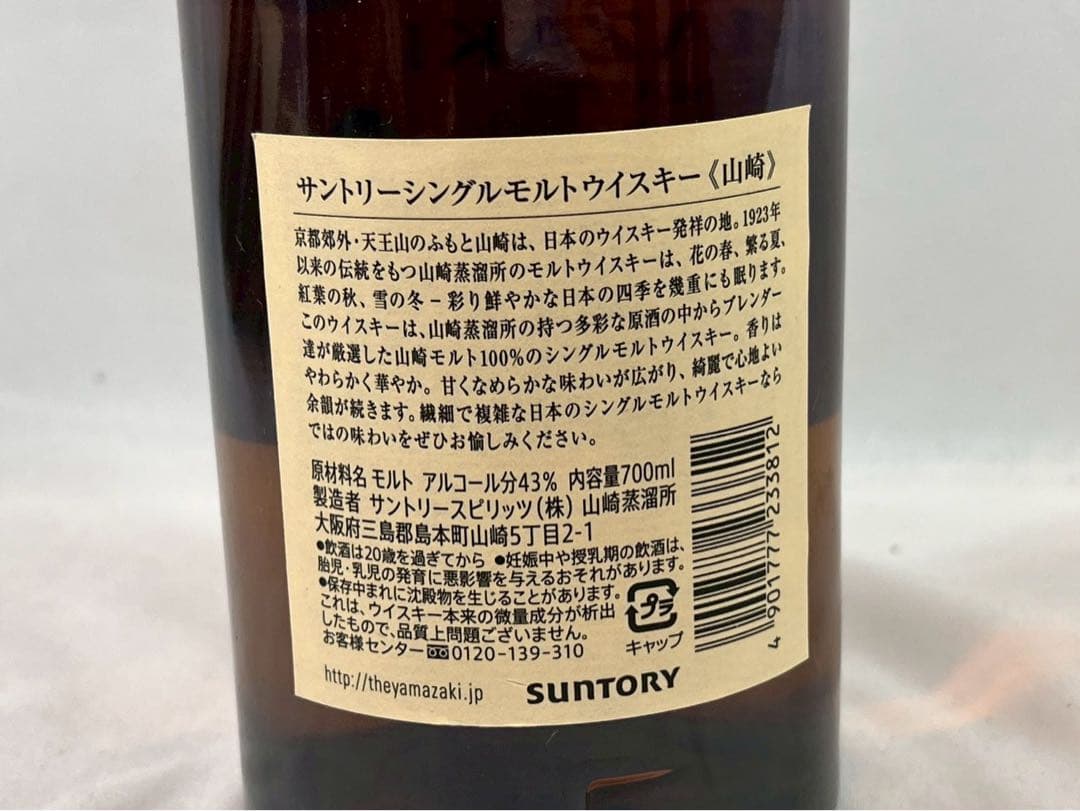 サントリーシングルモルトウイスキー《山崎》
京都郊外・天王山のふもと山崎は、日本のウイスキー発祥の地。1923年
以来の伝統をもつ山崎蒸溜所のモルトウイスキーは、花の春、繁る夏、
紅葉の秋、雪の冬－彩り鮮やかな日本の四季を幾重にも眠ります。
このウイスキーは、山崎蒸溜所の持つ多彩な原酒の中からブレンダー
達が厳選した山崎モルト100%のシングルモルトウイスキー。香りは
やわらかく華やか。甘くなめらかな味わいが広がり、綺麗で心地よい
余韻が続きます。繊細で複雑な日本のシングルモルトウイスキーなら
ではの味わいをぜひお愉しみください。
原材料名 モルト アルコール分43% 内容量700ml
製造者 サントリースピリッツ(株) 山崎蒸溜所
大阪府三島郡島本町山崎5丁目2-1
●飲酒は20歳を過ぎてから ●妊娠中や授乳期の飲酒は、
胎児・乳児の発育に悪影響を与えるおそれがあります。
●保存中まれに沈殿物を生じることがあります。
これは、ウイスキー本来の微量成分が析出
したもので、品質上問題ございません。
お客様センター 0120-139-310
プラ
キャップ
4 901777 233812
http://theyamazaki.jp
SUNTORY